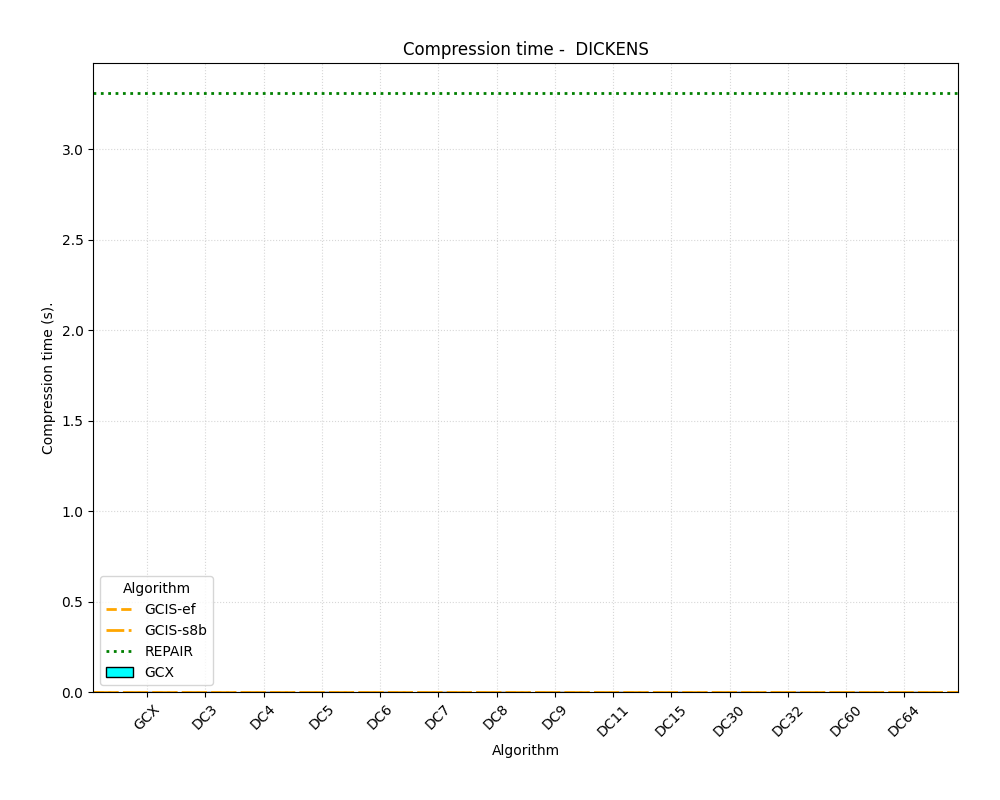 Compression time -  DICKENS
Compression time (s).
3.0
2.5
2.0
1.5
1.0
0.5
0.0
Algorithm
GCIS-ef
GCIS-s8b
REPAIR
GCX
GCX
DC3
DC4
DC5
DC6
DC7
DC8
DC9
DC11
DC15
DC30
DC32
DC60
DC64
Algorithm